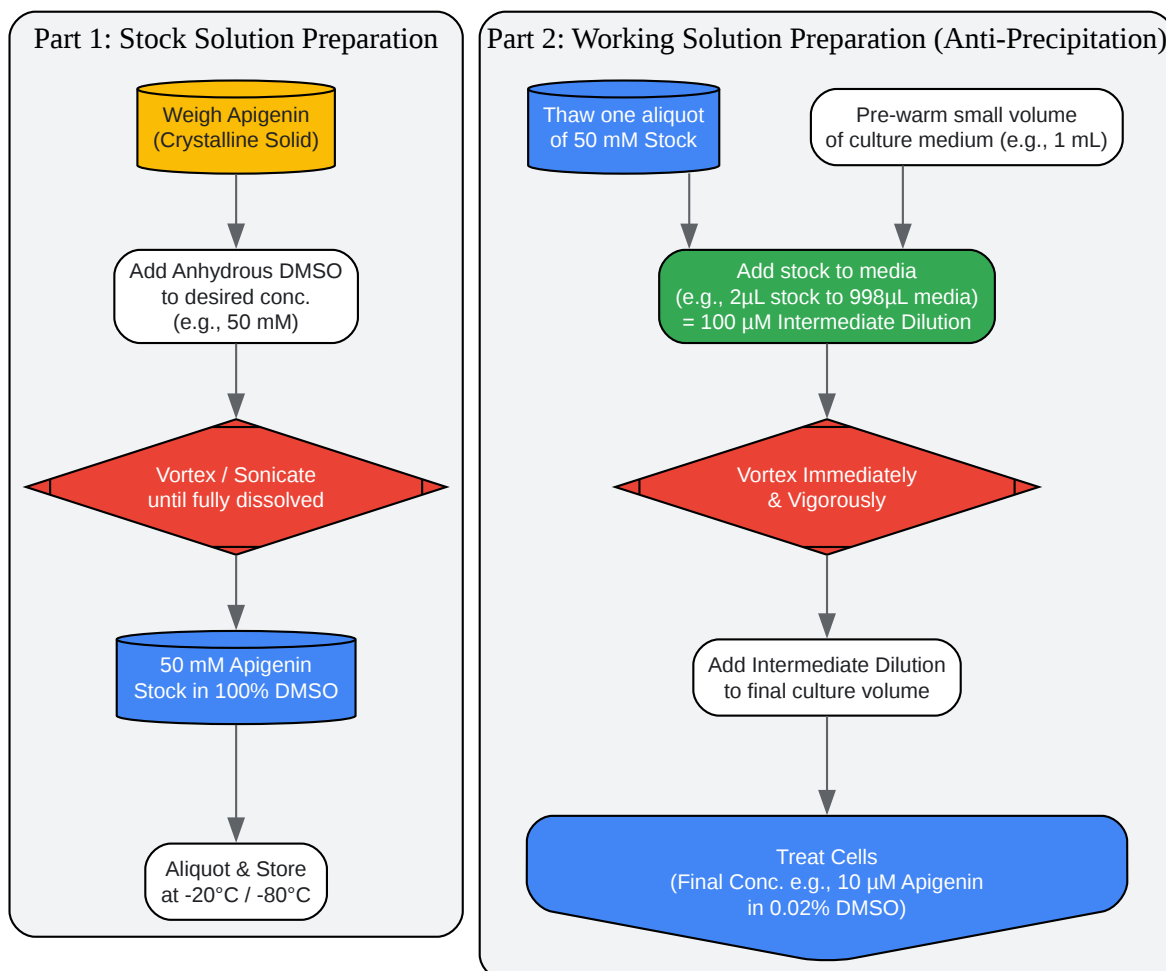 Part 1: Stock Solution Preparation
Weigh Apigenin
(Crystalline Solid)
Add Anhydrous DMSO
to desired conc.
(e.g., 50 mM)
Vortex / Sonicate
until fully dissolved
50 mM Apigenin
Stock in 100% DMSO
Aliquot & Store
at -20°C / -80°C
Part 2: Working Solution Preparation (Anti-Precipitation)
Thaw one aliquot
of 50 mM Stock
Pre-warm small volume
of culture medium (e.g., 1 mL)
Add stock to media
(e.g., 2µL stock to 998µL media)
= 100 µM Intermediate Dilution
Vortex Immediately
& Vigorously
Add Intermediate Dilution
to final culture volume
Treat Cells
(Final Conc. e.g., 10 µM Apigenin
in 0.02% DMSO)